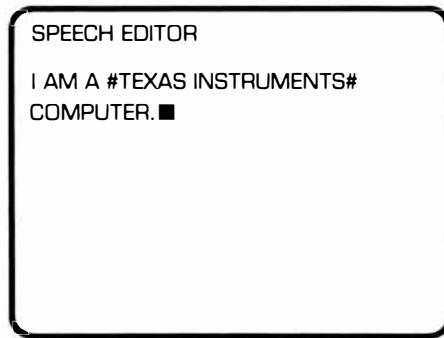 SPEECH EDITOR
I AM A #TEXAS INSTRUMENTS#
COMPUTER.■